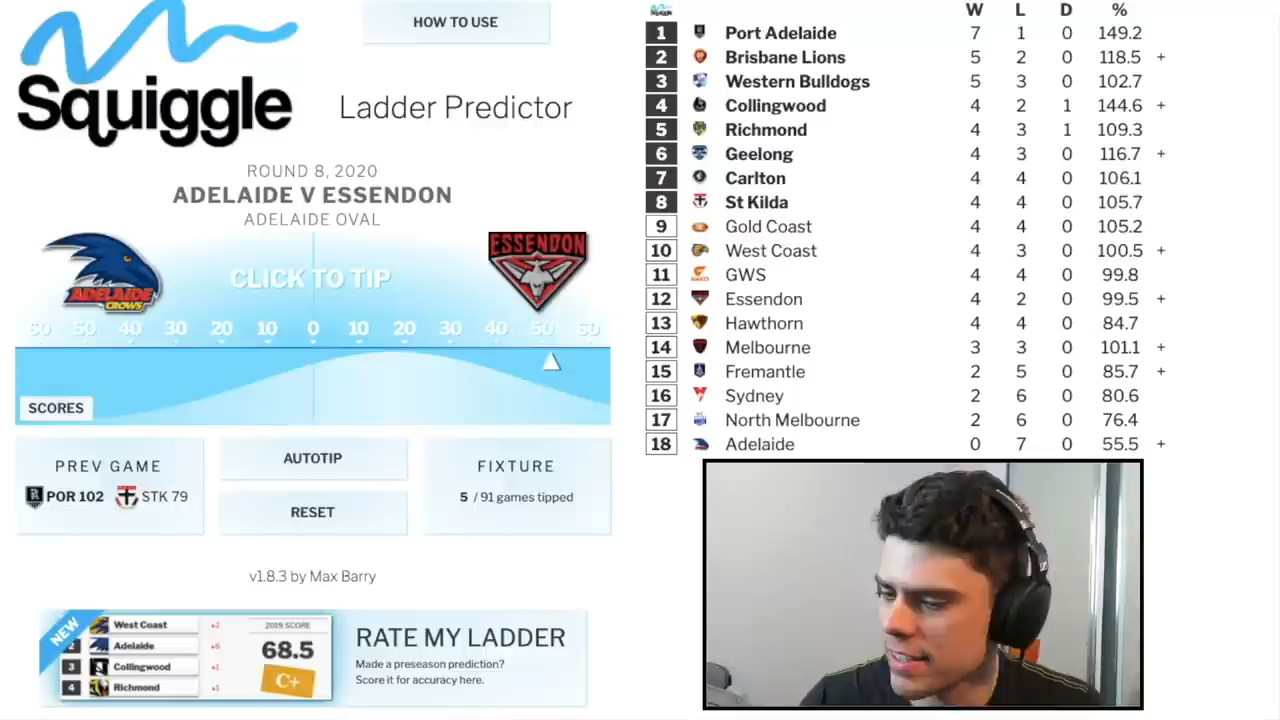 Squiggle
HOW TO USE
Ladder Predictor
ROUND 8, 2020
ADELAIDE V ESSENDON
ADELAIDE OVAL
ADELAIDE
CROWS
ESSENDON
CLICK TO TIP
60 50 40 30 20 10 0 10 20 30 40 50 60
SCORES
PREV GAME
POR 102 STK 79
AUTOTIP
RESET
FIXTURE
5 / 91 games tipped
v1.8.3 by Max Barry
NEW
West Coast
2 Adelaide
3 Collingwood
4 Richmond
2019 SCORE
68.5
C+
RATE MY LADDER
Made a preseason prediction?
Score it for accuracy here.
W L D %
1 Port Adelaide 7 1 0 149.2
2 Brisbane Lions 5 2 0 118.5 +
3 Western Bulldogs 5 3 0 102.7
4 Collingwood 4 2 1 144.6 +
5 Richmond 4 3 1 109.3
6 Geelong 4 3 0 116.7 +
7 Carlton 4 4 0 106.1
8 St Kilda 4 4 0 105.7
9 Gold Coast 4 4 0 105.2
10 West Coast 4 3 0 100.5 +
11 GWS 4 4 0 99.8
12 Essendon 4 2 0 99.5 +
13 Hawthorn 4 4 0 84.7
14 Melbourne 3 3 0 101.1 +
15 Fremantle 2 5 0 85.7 +
16 Sydney 2 6 0 80.6
17 North Melbourne 2 6 0 76.4
18 Adelaide 0 7 0 55.5 +